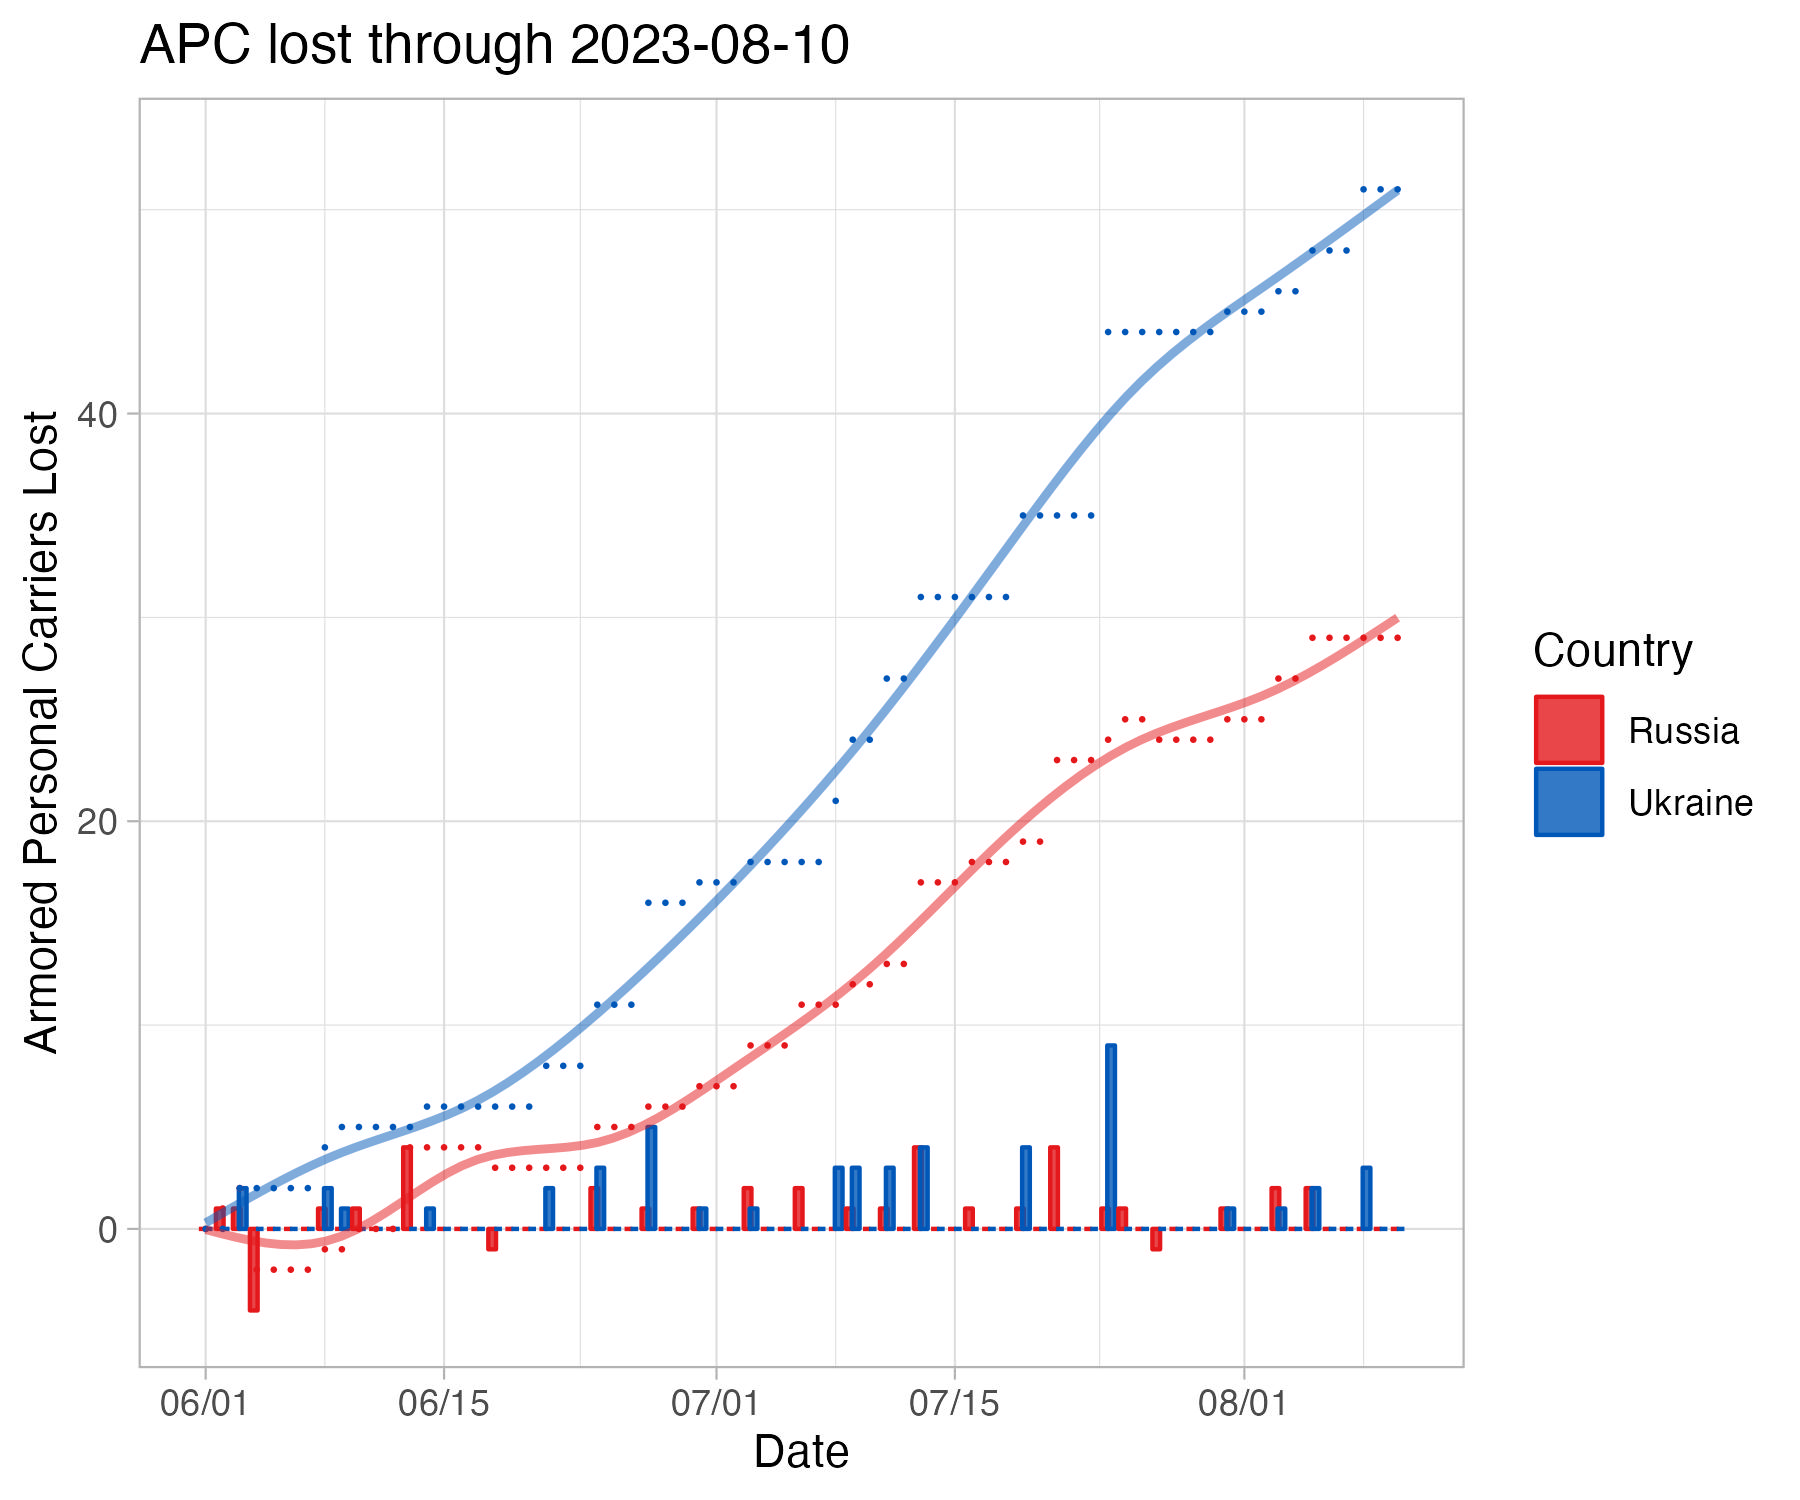 APC lost through 2023-08-10
Armored Personal Carriers Lost
40
20
0
06/01
06/15
07/01
07/15
08/01
Date
Country
Russia
Ukraine